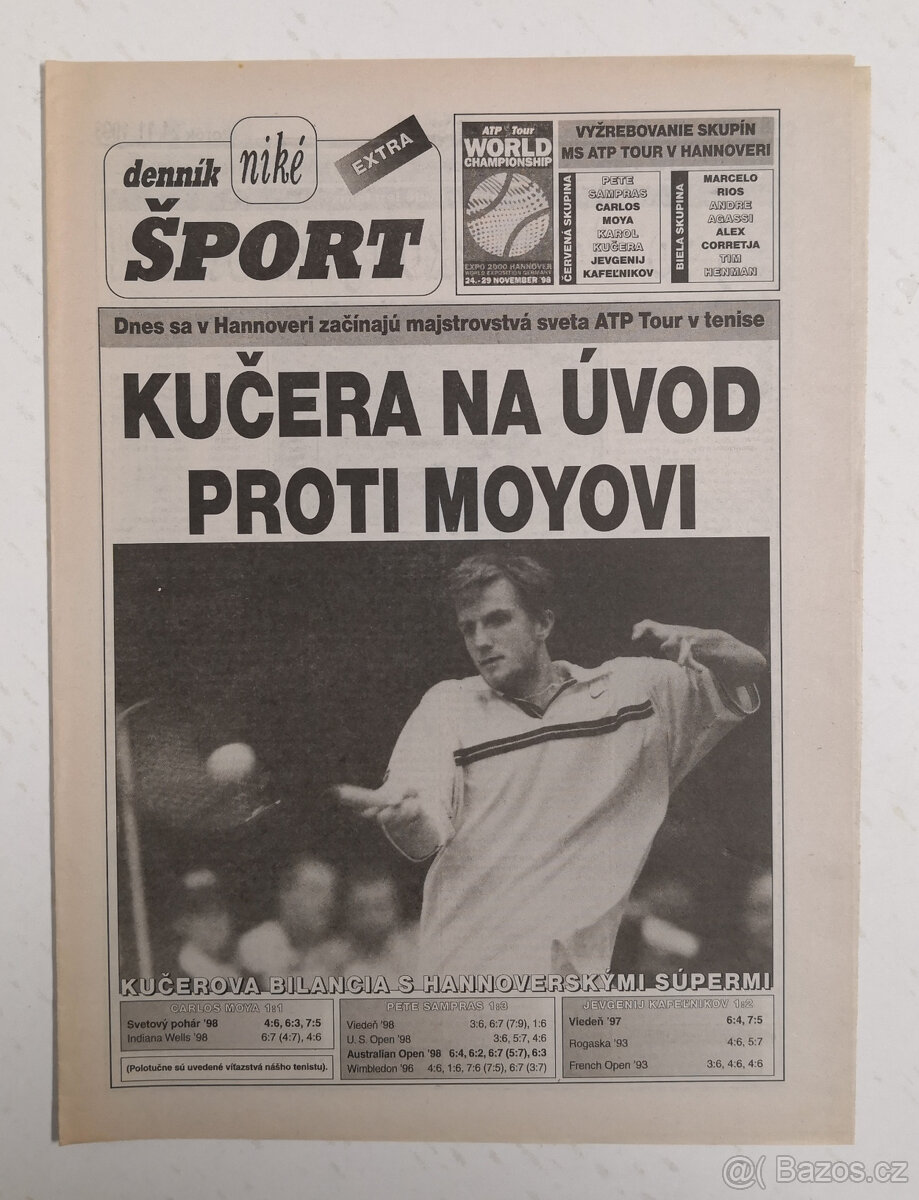 denník niké EXTRA
ŠPORT
ATP Tour
WORLD
CHAMPIONSHIP
EXPO 2000 HANNOVER
WORLD EXPOSITION GERMANY
24.-29 NOVEMBER '98
VYŽREBOVANIE SKUPÍN
MS ATP TOUR V HANNOVERI
ČERVENÁ SKUPINA
PETE
SAMPRAS
CARLOS
MOYA
KAROL
KUČERA
JEVGENIJ
KAFEĽNIKOV
BIELA SKUPINA
MARCELO
RIOS
ANDRE
AGASSI
ALEX
CORRETJA
TIM
HENMAN
Dnes sa v Hannoveri začínajú majstrovstvá sveta ATP Tour v tenise
KUČERA NA ÚVOD
PROTI MOYOVI
KUČEROVA BILANCIA S HANNOVERSKÝMI SÚPERMI
CARLOS MOYA 1:1
Svetový pohár '98 4:6, 6:3, 7:5
Indiana Wells '98 6:7 (4:7), 4:6
(Polotučne sú uvedené víťazstvá nášho tenistu).
PETE SAMPRAS 1:3
Viedeň '98 3:6, 6:7 (7:9), 1:6
U. S. Open '98 3:6, 5:7, 4:6
Australian Open '98 6:4, 6:2, 6:7 (5:7), 6:3
Wimbledon '96 4:6, 1:6, 7:6 (7:5), 6:7 (3:7)
JEVGENIJ KAFEĽNIKOV 1:2
Viedeň '97 6:4, 7:5
Rogaska '93 4:6, 5:7
French Open '93 3:6, 4:6, 4:6
@( Bazos.cz